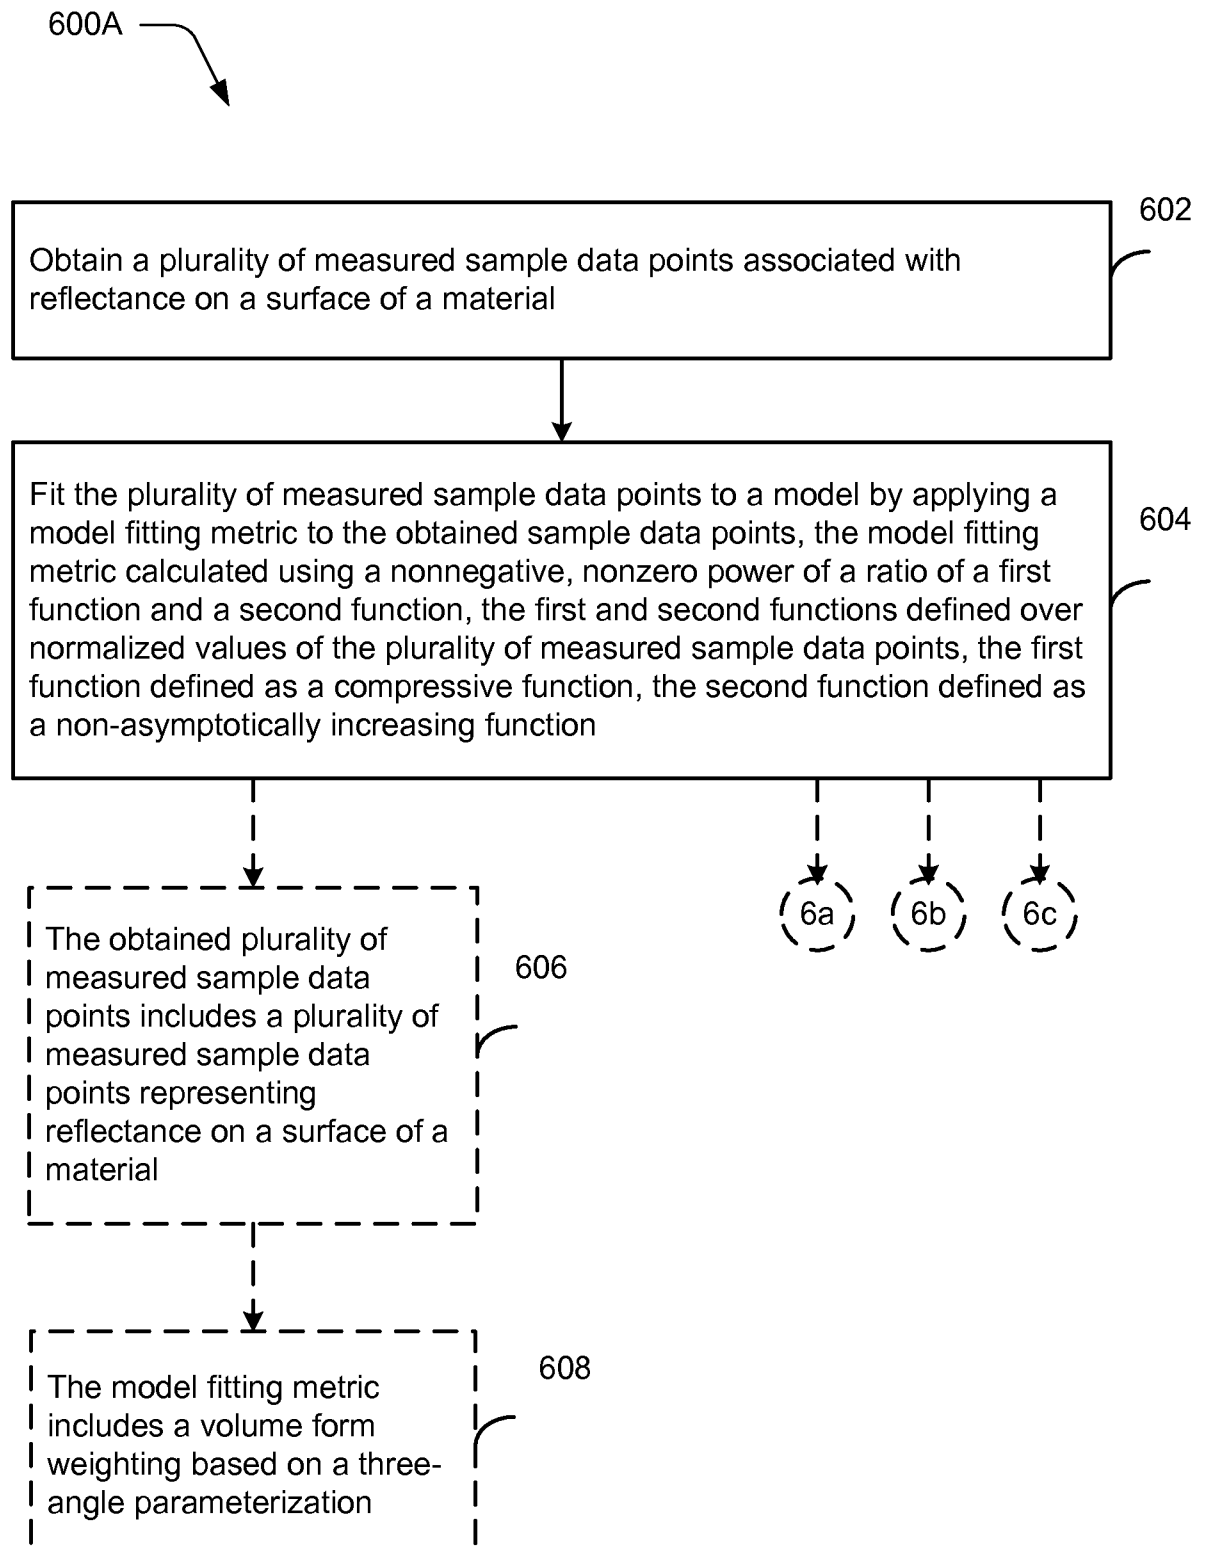 600A
602
Obtain a plurality of measured sample data points associated with
reflectance on a surface of a material
Fit the plurality of measured sample data points to a model by applying a
model fitting metric to the obtained sample data points, the model fitting
metric calculated using a nonnegative, nonzero power of a ratio of a first
function and a second function, the first and second functions defined over
normalized values of the plurality of measured sample data points, the first
function defined as a compressive function, the second function defined as
a non-asymptotically increasing function
604
6a
6b
6c
The obtained plurality of
measured sample data
points includes a plurality of
measured sample data
points representing
reflectance on a surface of a
material
606
The model fitting metric
includes a volume form
weighting based on a three-
angle parameterization
608